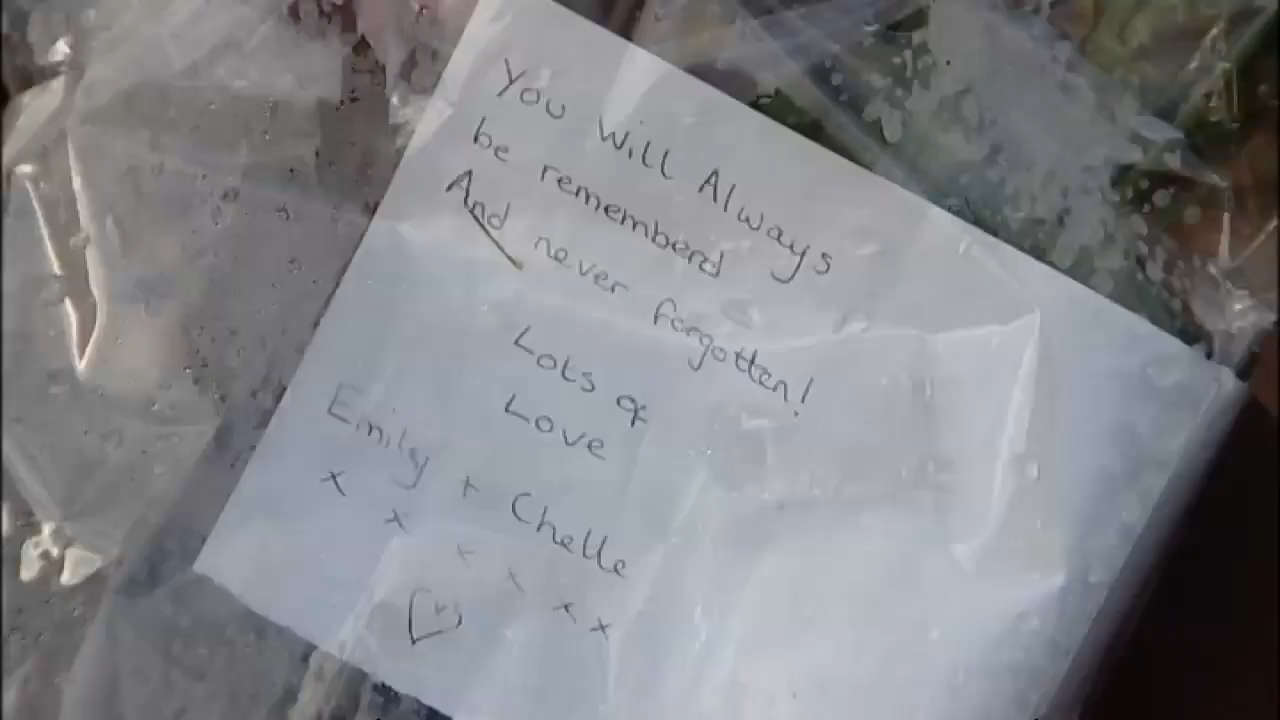 You Will Always
be rememberd
And never forgotten!
Lots of
Love
Emily + Chelle
x x x x x x